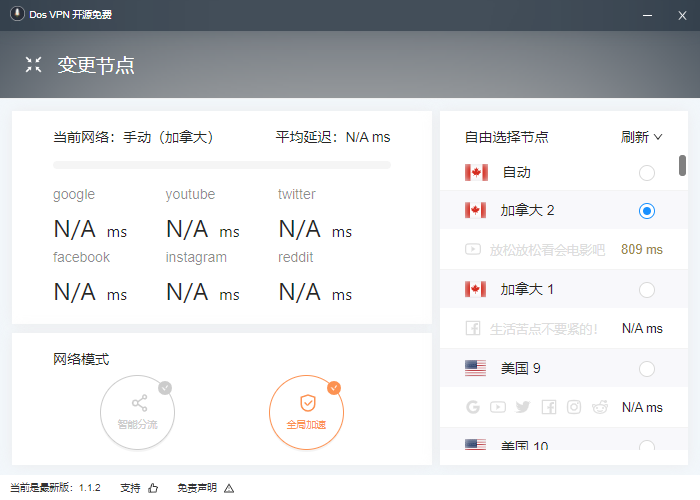 Dos VPN 开源免费
变更节点
当前网络：手动（加拿大） 平均延迟：N/A ms
google youtube twitter
N/A ms N/A ms N/A ms
facebook instagram reddit
N/A ms N/A ms N/A ms
网络模式
智能分流 全局加速
自由选择节点 刷新
自动
加拿大 2
放松放松看会电影吧 809 ms
加拿大 1
生活苦点不要紧的！ N/A ms
美国 9
N/A ms
美国 10
当前是最新版：1.1.2 支持 免责声明